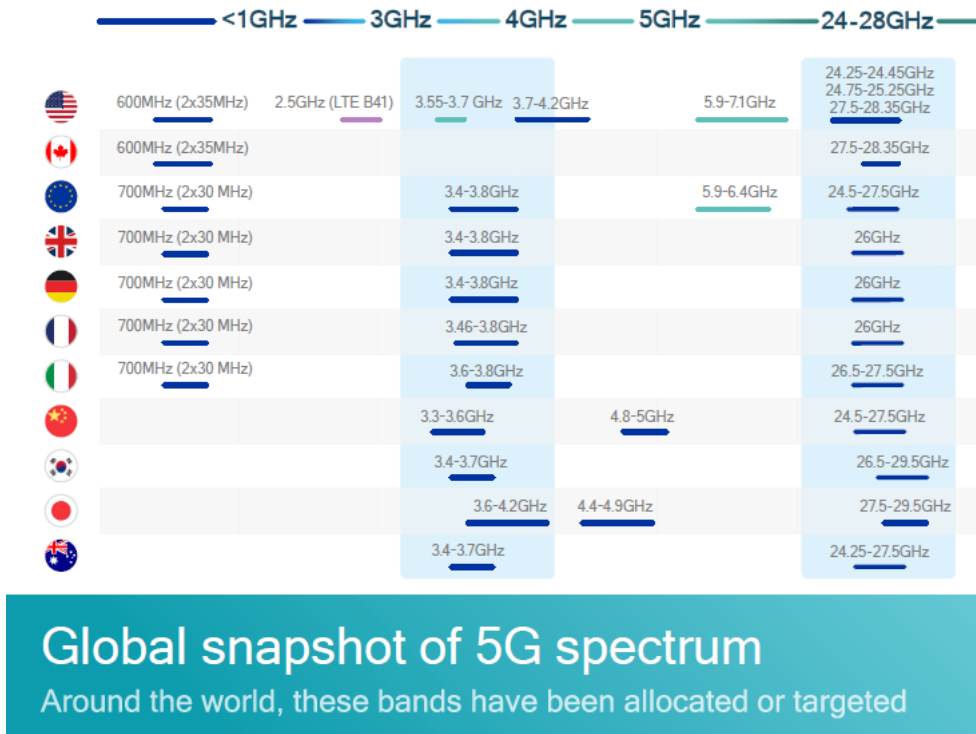 <1GHz 3GHz 4GHz 5GHz 24-28GHz
24.25-24.45GHz
24.75-25.25GHz
600MHz (2x35MHz) 2.5GHz (LTE B41) 3.55-3.7 GHz 3.7-4.2GHz 5.9-7.1GHz 27.5-28.35GHz
600MHz (2x35MHz) 27.5-28.35GHz
700MHz (2x30 MHz) 3.4-3.8GHz 5.9-6.4GHz 24.5-27.5GHz
700MHz (2x30 MHz) 3.4-3.8GHz 26GHz
700MHz (2x30 MHz) 3.4-3.8GHz 26GHz
700MHz (2x30 MHz) 3.46-3.8GHz 26GHz
700MHz (2x30 MHz) 3.6-3.8GHz 26.5-27.5GHz
3.3-3.6GHz 4.8-5GHz 24.5-27.5GHz
3.4-3.7GHz 26.5-29.5GHz
3.6-4.2GHz 4.4-4.9GHz 27.5-29.5GHz
3.4-3.7GHz 24.25-27.5GHz
Global snapshot of 5G spectrum
Around the world, these bands have been allocated or targeted